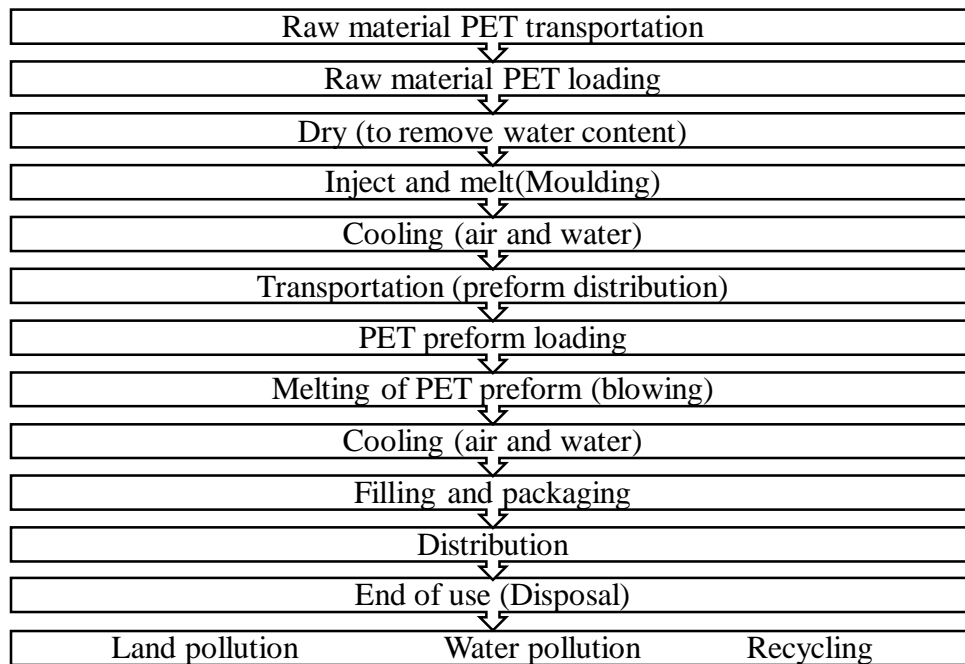 Raw material PET transportation
Raw material PET loading
Dry (to remove water content)
Inject and melt(Moulding)
Cooling (air and water)
Transportation (preform distribution)
PET preform loading
Melting of PET preform (blowing)
Cooling (air and water)
Filling and packaging
Distribution
End of use (Disposal)
Land pollution Water pollution Recycling